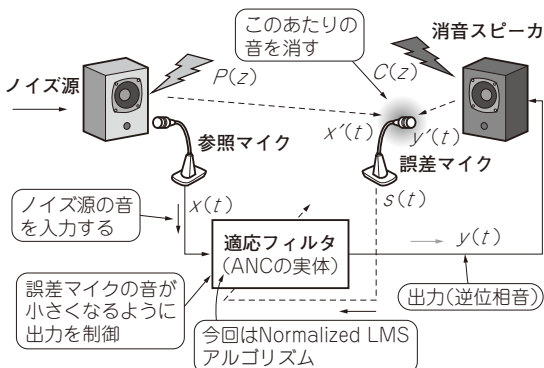 このあたりの
音を消す
消音スピーカ
ノイズ源
P(z)
C(z)
x′(t)
y′(t)
参照マイク
誤差マイク
ノイズ源の音
を入力する
x(t)
s(t)
適応フィルタ
(ANCの実体)
y(t)
誤差マイクの音が
小さくなるように
出力を制御
出力(逆位相音)
今回はNormalized LMS
アルゴリズム